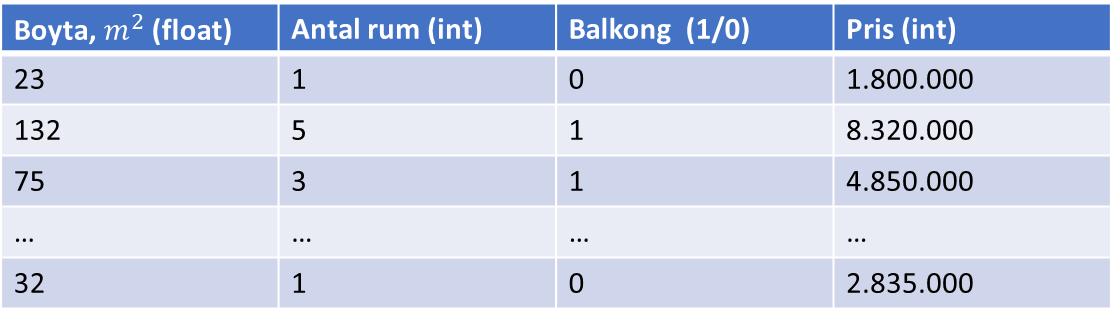 Boyta, m² (float) Antal rum (int) Balkong (1/0) Pris (int)
23 1 0 1.800.000
132 5 1 8.320.000
75 3 1 4.850.000
... ... ... ...
32 1 0 2.835.000